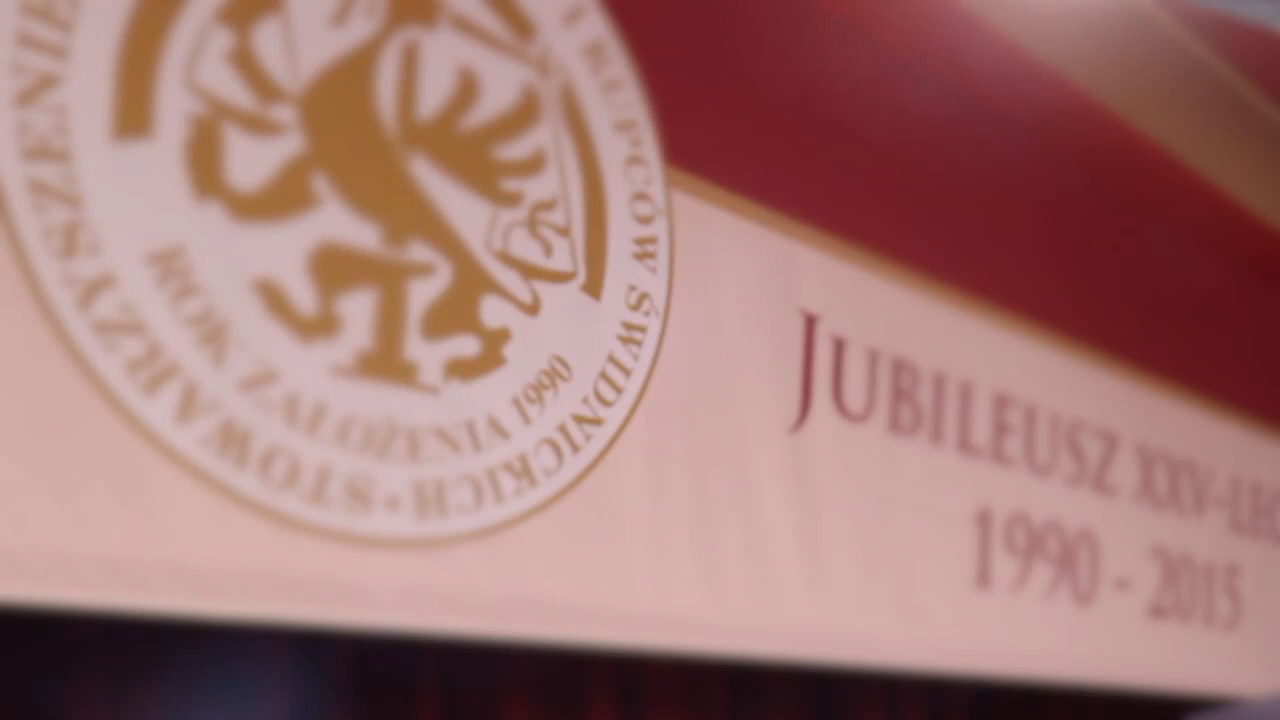 STOWARZYSZENIE
KUPCÓW ŚWIDNICKICH
ROK ZAŁOŻENIA 1990
JUBILEUSZ XXV-LEC
1990 - 2015